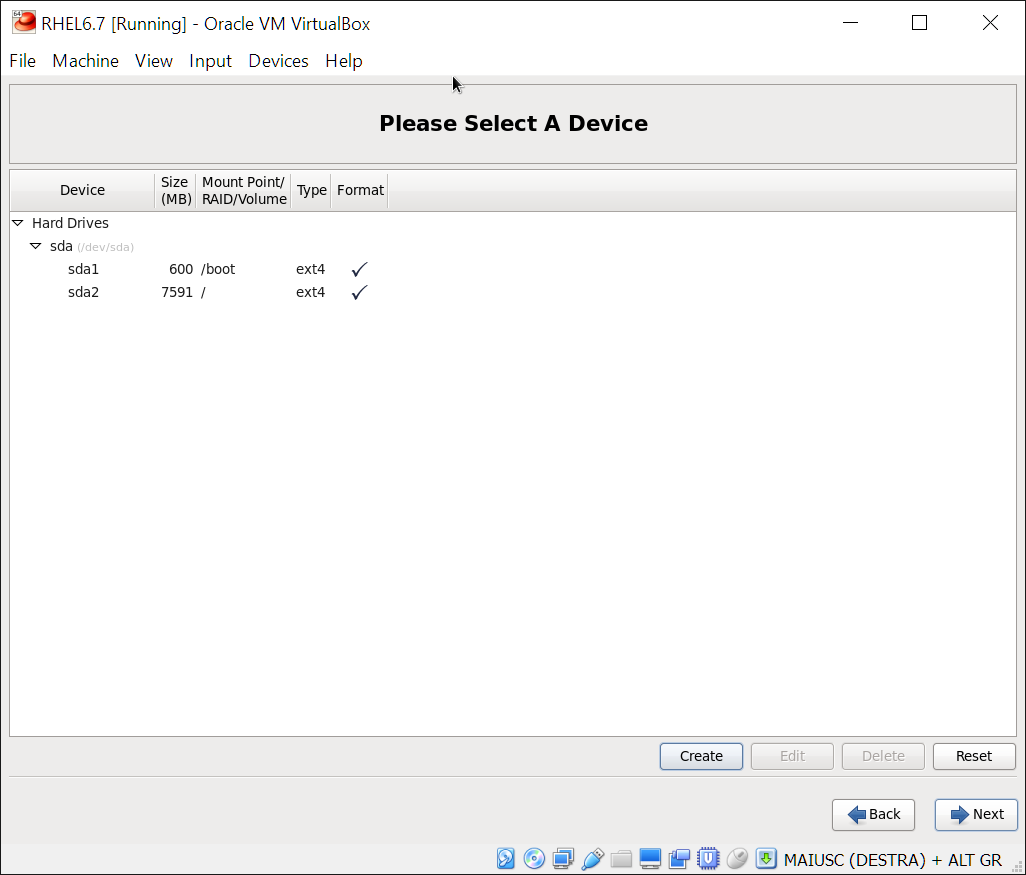 RHEL6.7 [Running] - Oracle VM VirtualBox
File Machine View Input Devices Help
Please Select A Device
Device Size (MB) Mount Point/ RAID/Volume Type Format
Hard Drives
sda (/dev/sda)
sda1 600 /boot ext4
sda2 7591 / ext4
Create Edit Delete Reset
Back Next
MAIUSC (DESTRA) + ALT GR